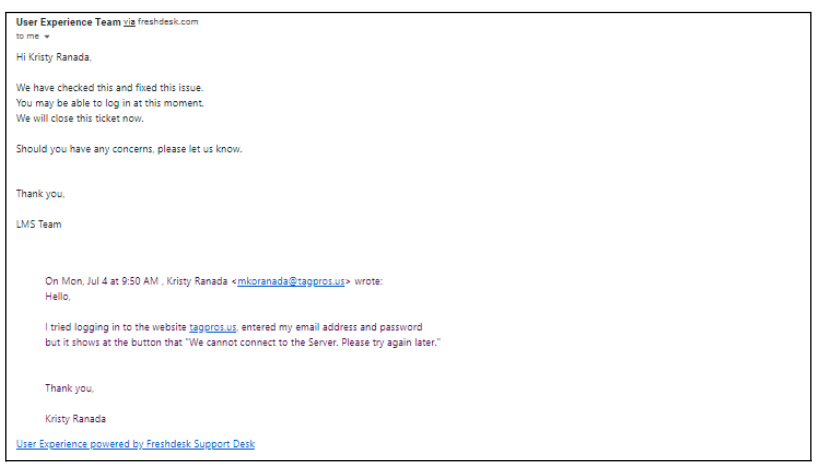 User Experience Team via freshdesk.com
to me
Hi Kristy Ranada,
We have checked this and fixed this issue.
You may be able to log in at this moment.
We will close this ticket now.
Should you have any concerns, please let us know.
Thank you,
LMS Team
On Mon, Jul 4 at 9:50 AM , Kristy Ranada <mkoranada@tagpros.us> wrote:
Hello,
I tried logging in to the website tagpros.us, entered my email address and password
but it shows at the button that "We cannot connect to the Server. Please try again later."
Thank you,
Kristy Ranada
User Experience powered by Freshdesk Support Desk